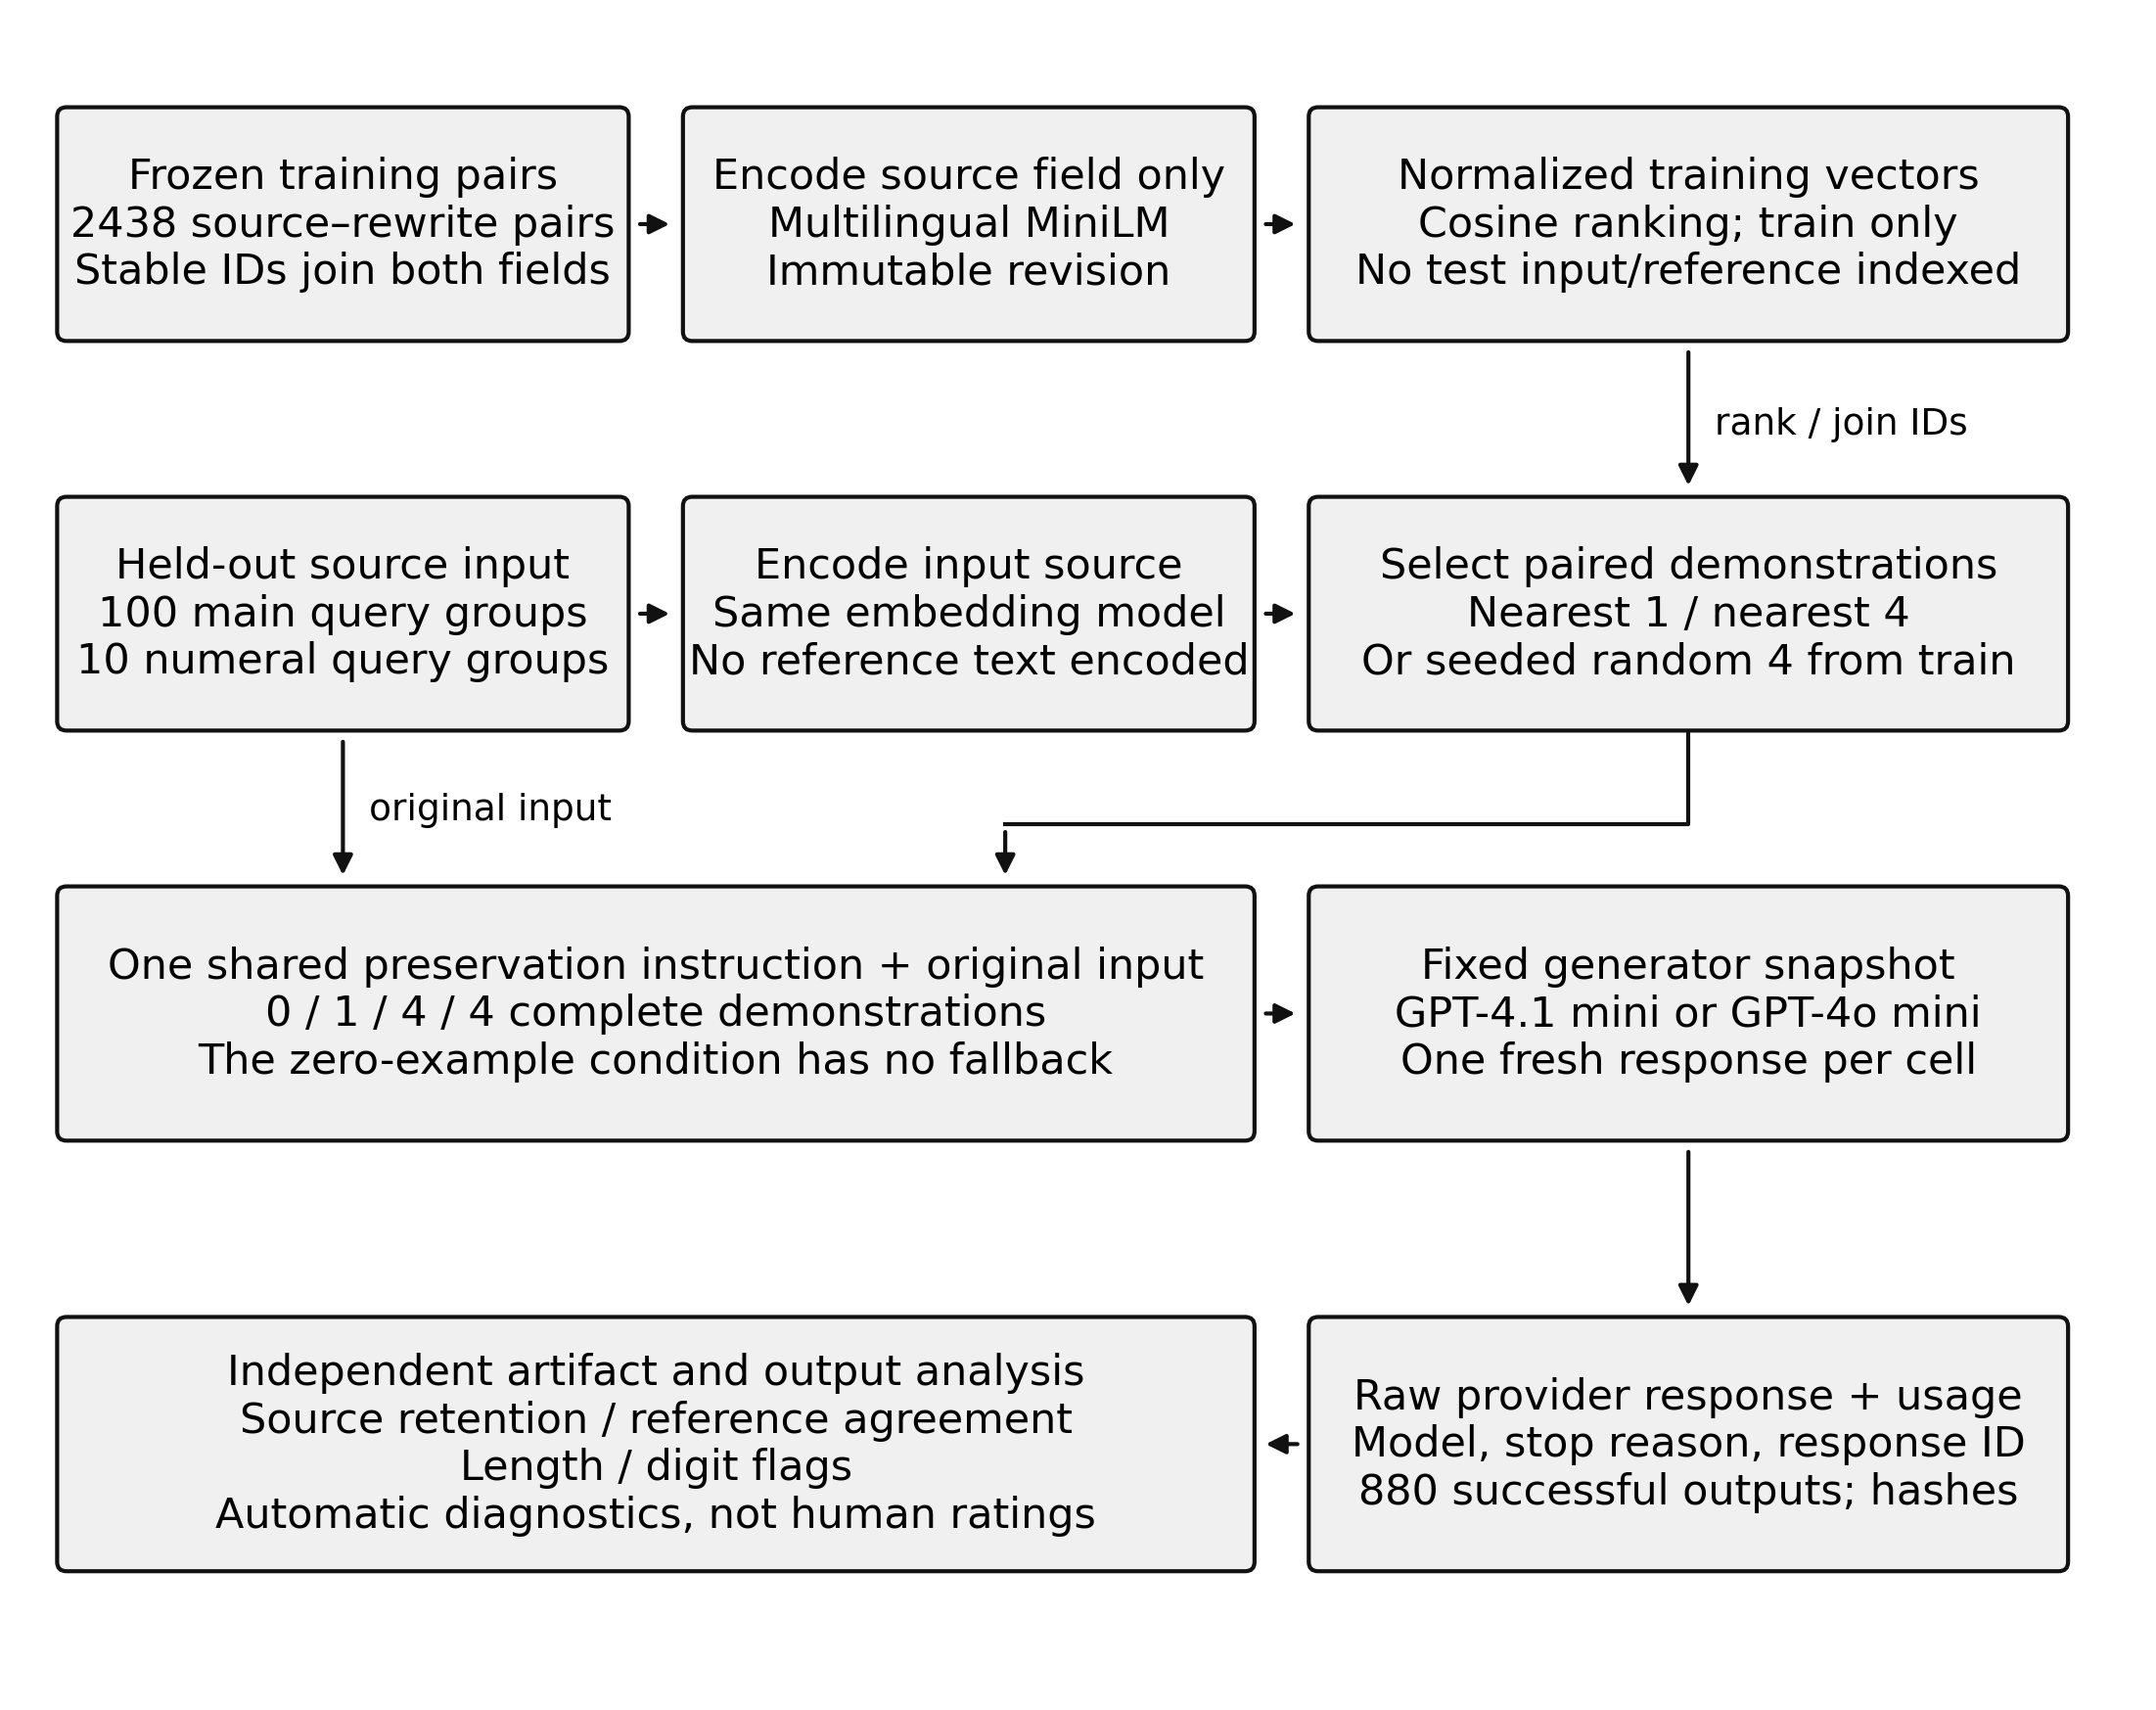 Frozen training pairs
2438 source–rewrite pairs
Stable IDs join both fields
Encode source field only
Multilingual MiniLM
Immutable revision
Normalized training vectors
Cosine ranking; train only
No test input/reference indexed
rank / join IDs
Held-out source input
100 main query groups
10 numeral query groups
Encode input source
Same embedding model
No reference text encoded
Select paired demonstrations
Nearest 1 / nearest 4
Or seeded random 4 from train
original input
One shared preservation instruction + original input
0 / 1 / 4 / 4 complete demonstrations
The zero-example condition has no fallback
Fixed generator snapshot
GPT-4.1 mini or GPT-4o mini
One fresh response per cell
Independent artifact and output analysis
Source retention / reference agreement
Length / digit flags
Automatic diagnostics, not human ratings
Raw provider response + usage
Model, stop reason, response ID
880 successful outputs; hashes